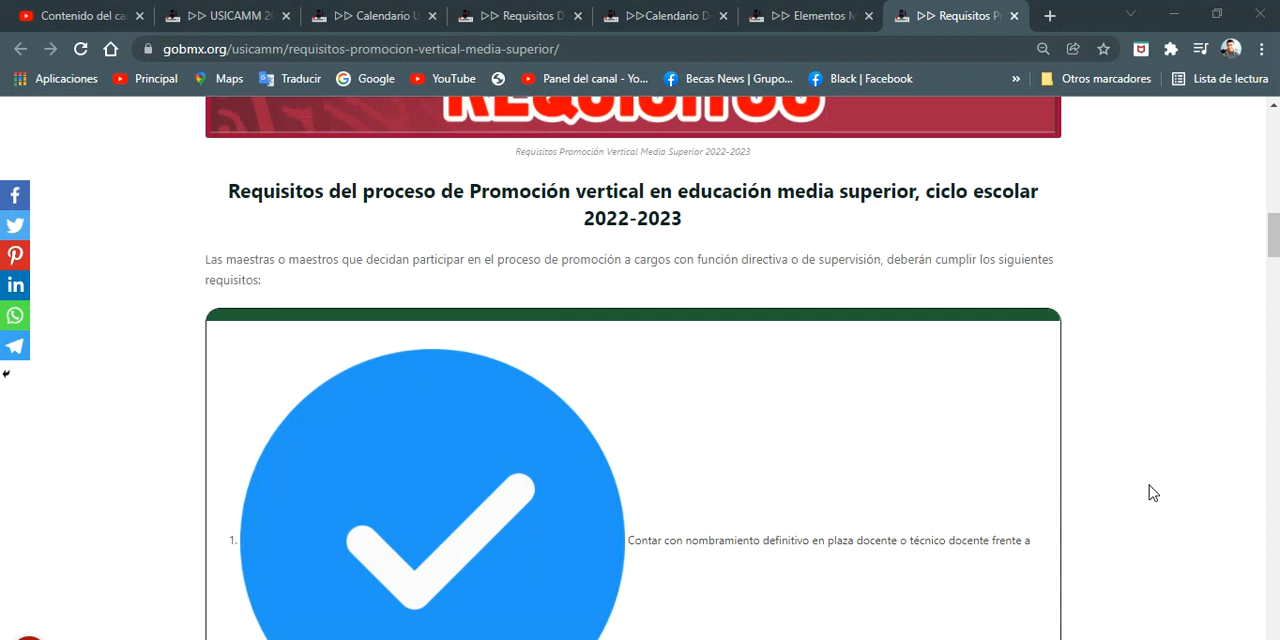 Contenido del ca
▷▷ USICAMM 20
▷▷ Calendario U
▷▷ Requisitos D
▷▷Calendario D
▷▷ Elementos M
▷▷ Requisitos P
gobmx.org/usicamm/requisitos-promocion-vertical-media-superior/
Aplicaciones
Principal
Maps
Traducir
Google
YouTube
Panel del canal - Yo...
Becas News | Grupo...
Black | Facebook
»
Otros marcadores
Lista de lectura
REQUISITOS
Requisitos Promoción Vertical Media Superior 2022-2023
Requisitos del proceso de Promoción vertical en educación media superior, ciclo escolar
2022-2023
Las maestras o maestros que decidan participar en el proceso de promoción a cargos con función directiva o de supervisión, deberán cumplir los siguientes
requisitos:
1. Contar con nombramiento definitivo en plaza docente o técnico docente frente a